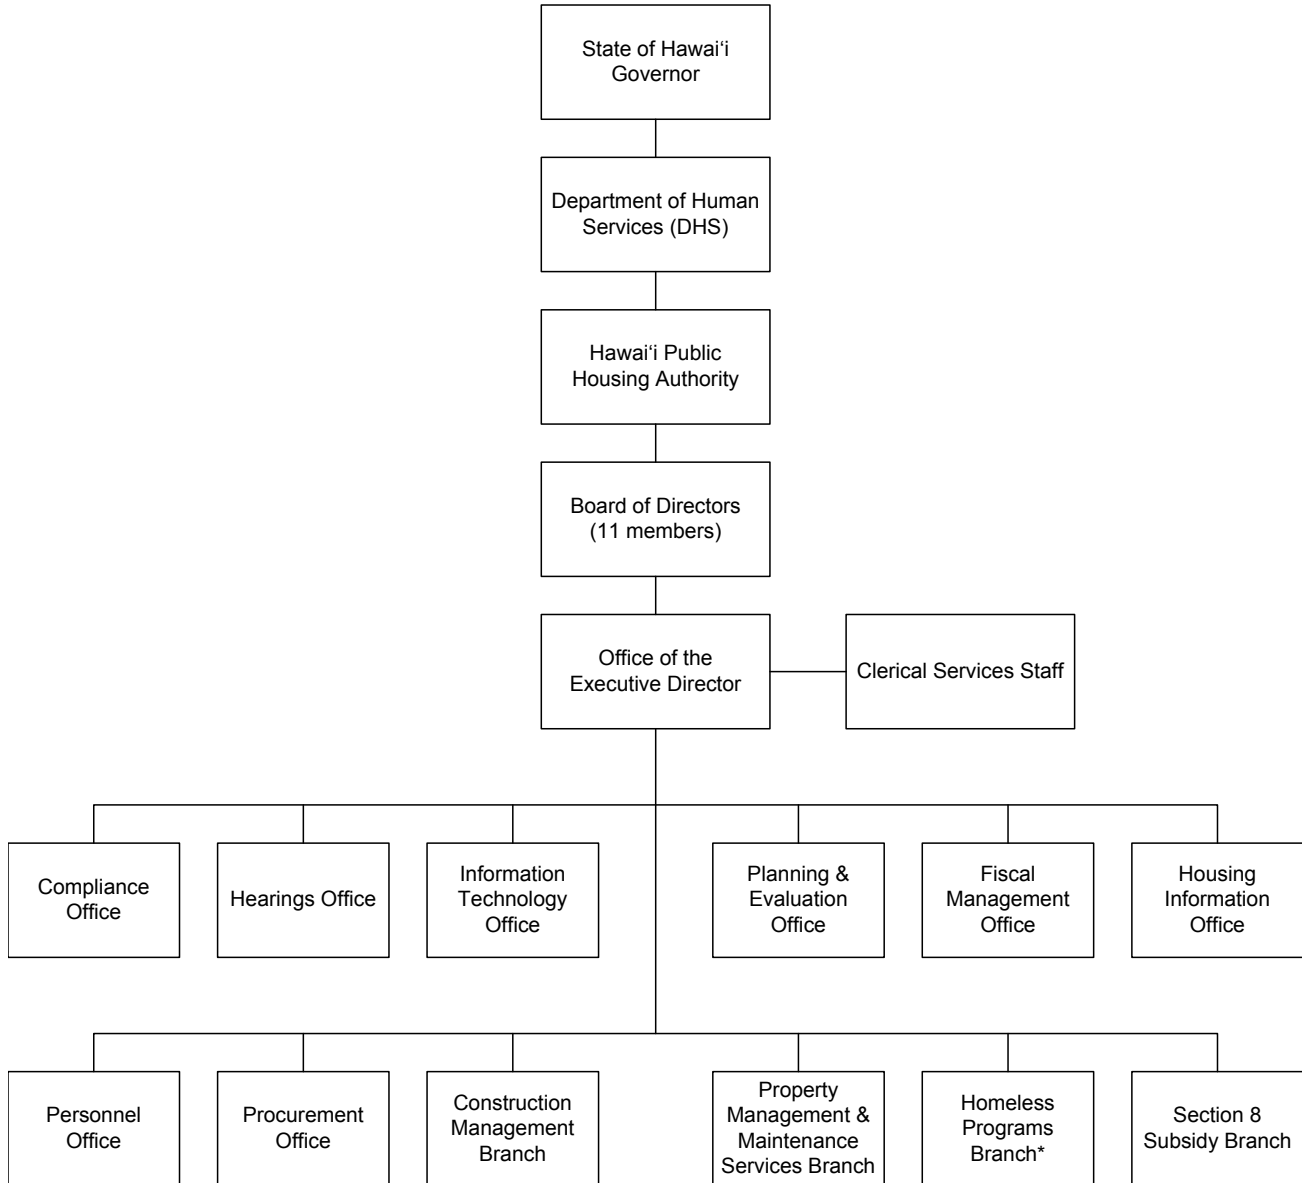 State of Hawai‘i
Governor
Department of Human
Services (DHS)
Hawai‘i Public
Housing Authority
Board of Directors
(11 members)
Office of the
Executive Director
Clerical Services Staff
Compliance
Office
Hearings Office
Information
Technology
Office
Planning &
Evaluation
Office
Fiscal
Management
Office
Housing
Information
Office
Personnel
Office
Procurement
Office
Construction
Management
Branch
Property
Management &
Maintenance
Services Branch
Homeless
Programs
Branch*
Section 8
Subsidy Branch